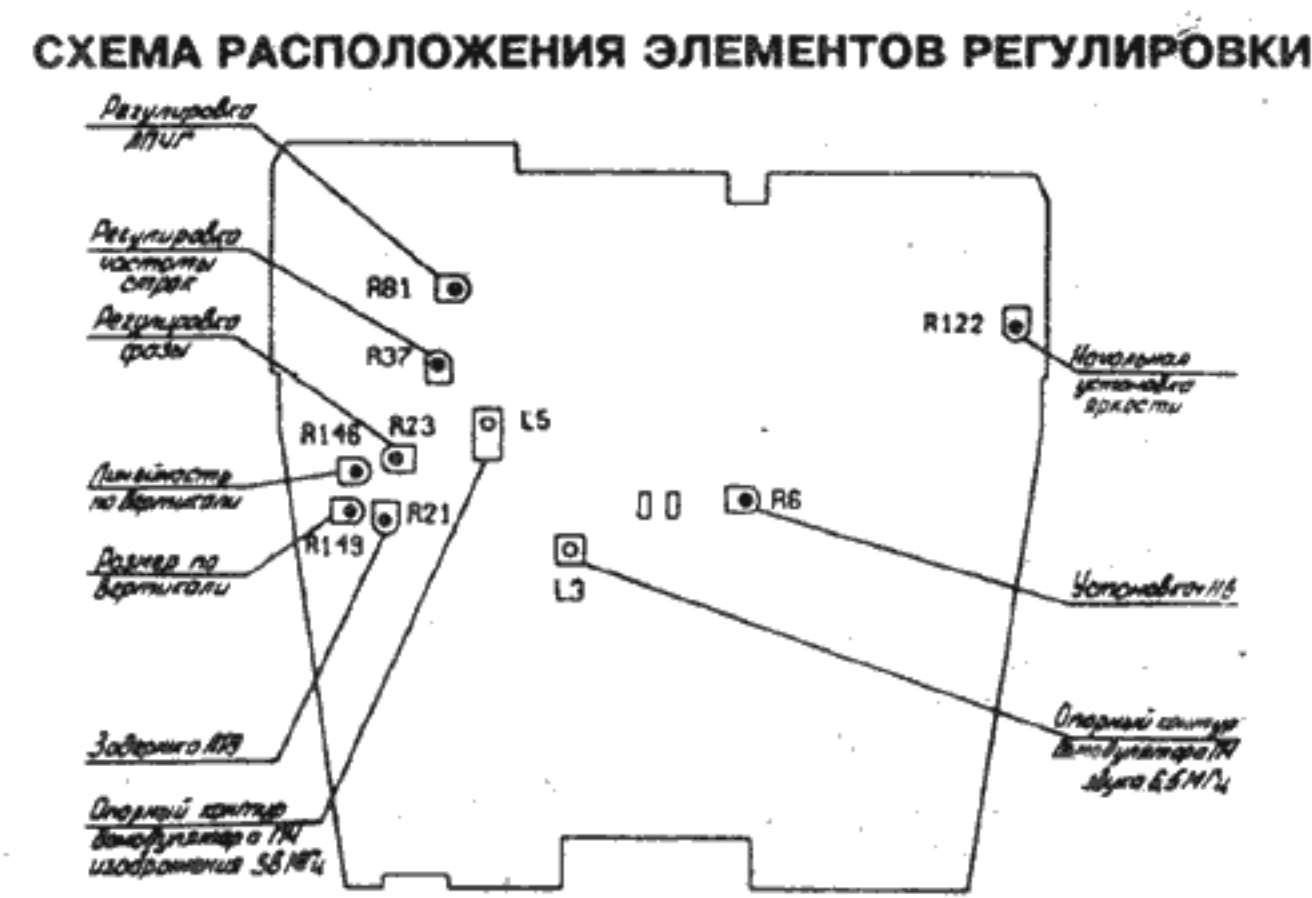 СХЕМА РАСПОЛОЖЕНИЯ ЭЛЕМЕНТОВ РЕГУЛИРОВКИ
Регулировка
АПЧГ
Регулировка
частоты
строк
Регулировка
фазы
Линейность
по вертикали
Размер по
вертикали
Задержка АРУ
Опорный контур
демодулятора ПЧ
изображения 38 МГц
R81
R37
R146
R23
L5
R149
R21
L3
R6
R122
Начальная
установка
яркости
Установка
Опорный контур
демодулятора ПЧ
звука 6,5 МГц